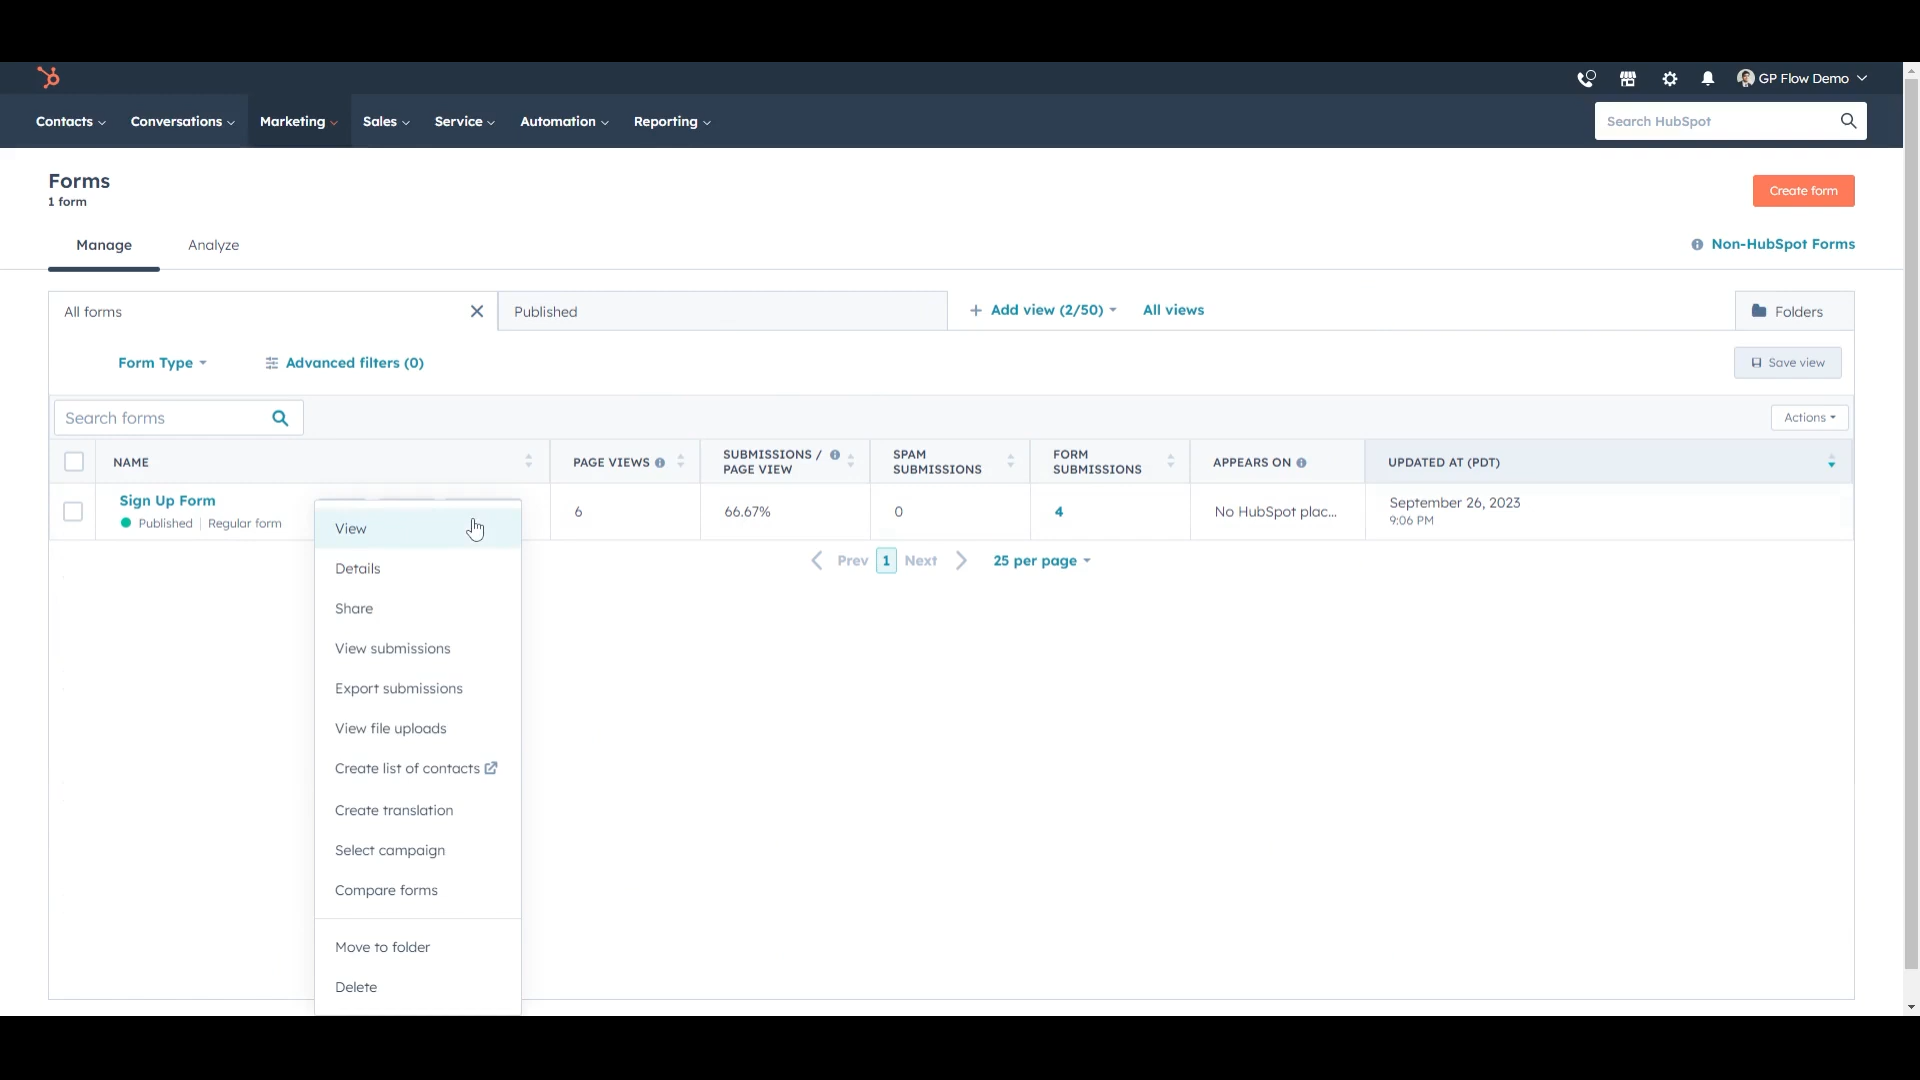 GP Flow Demo
Contacts Conversations Marketing Sales Service Automation Reporting
Search HubSpot
Forms
1 form
Create form
Manage Analyze
Non-HubSpot Forms
All forms
Published
Add view (2/50) All views
Folders
Form Type Advanced filters (0)
Save view
Search forms
Actions
NAME
PAGE VIEWS
SUBMISSIONS /
PAGE VIEW
SPAM
SUBMISSIONS
FORM
SUBMISSIONS
APPEARS ON
UPDATED AT (PDT)
Sign Up Form
Published | Regular form
6
66.67%
0
4
No HubSpot plac...
September 26, 2023
9:06 PM
Prev 1 Next 25 per page
View
Details
Share
View submissions
Export submissions
View file uploads
Create list of contacts
Create translation
Select campaign
Compare forms
Move to folder
Delete